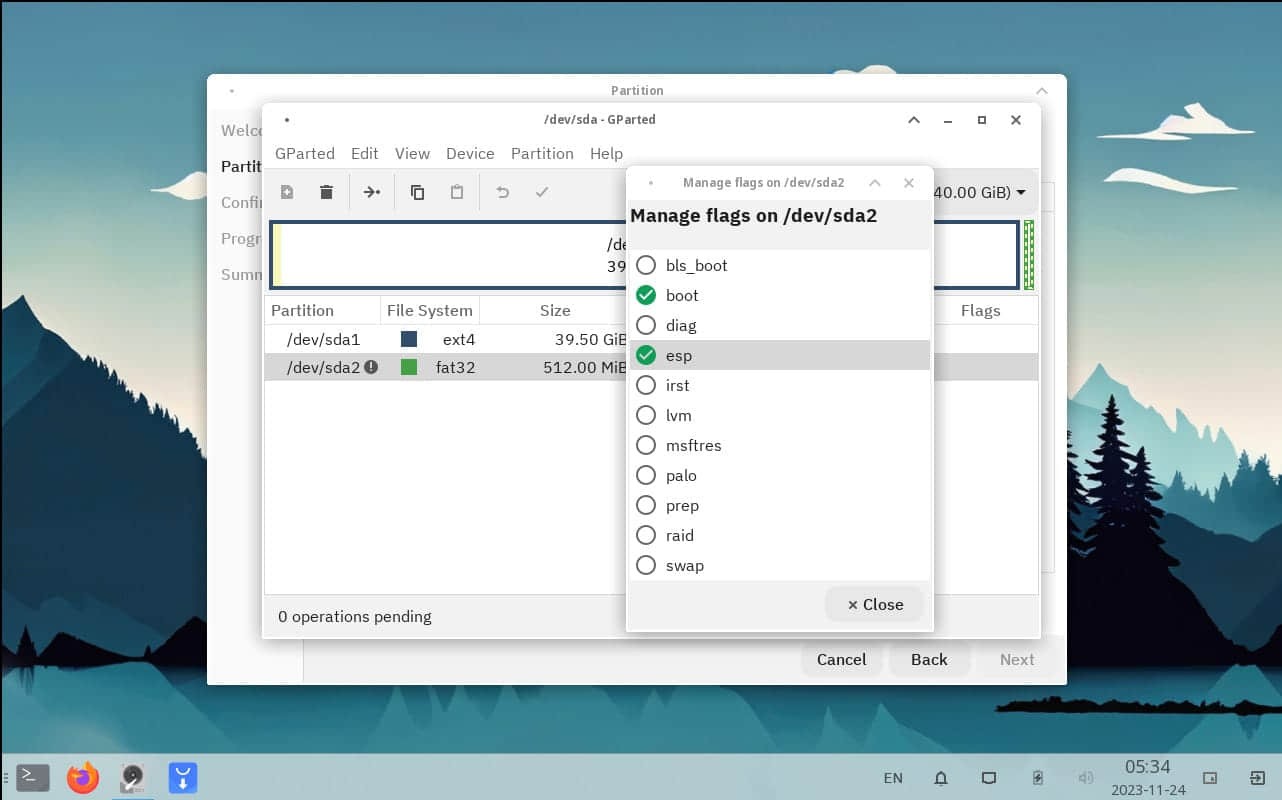 Partition
Welc
/dev/sda - GParted
GParted Edit View Device Partition Help
Partit
Manage flags on /dev/sda2
40.00 GiB)
Confi
Manage flags on /dev/sda2
Progr
/de
39
Summ
bls_boot
boot
diag
esp
irst
lvm
msftres
palo
prep
raid
swap
Partition File System Size Flags
/dev/sda1 ext4 39.50 GiB
/dev/sda2 fat32 512.00 MiB
× Close
0 operations pending
Cancel Back Next
EN
05:34
2023-11-24